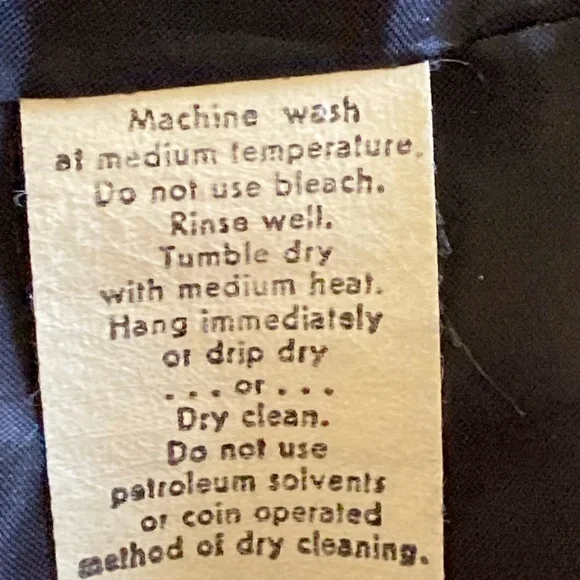 Machine wash
at medium temperature.
Do not use bleach.
Rinse well.
Tumble dry
with medium heat.
Hang immediately
or drip dry
. . . or . . .
Dry clean.
Do not use
petroleum solvents
or coin operated
method of dry cleaning.